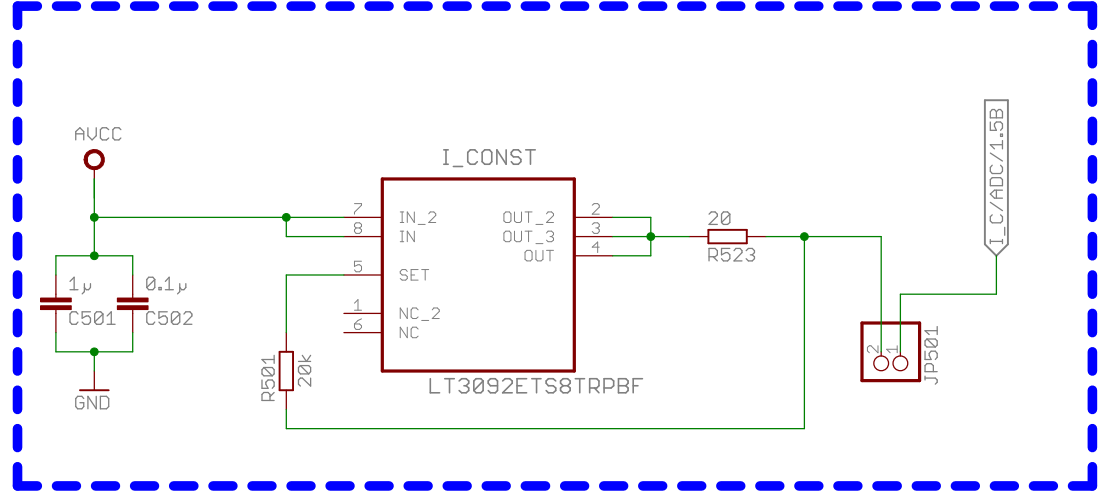 AVCC
I_CONST
I_C/ADC/1.5B
7
IN_2
OUT_2
2
8
IN
OUT_3
3
OUT
4
5
SET
1
NC_2
6
NC
20
R523
1µ
C501
0.1µ
C502
GND
R501
20k
LT3092ETS8TRPBF
2
1
JP501